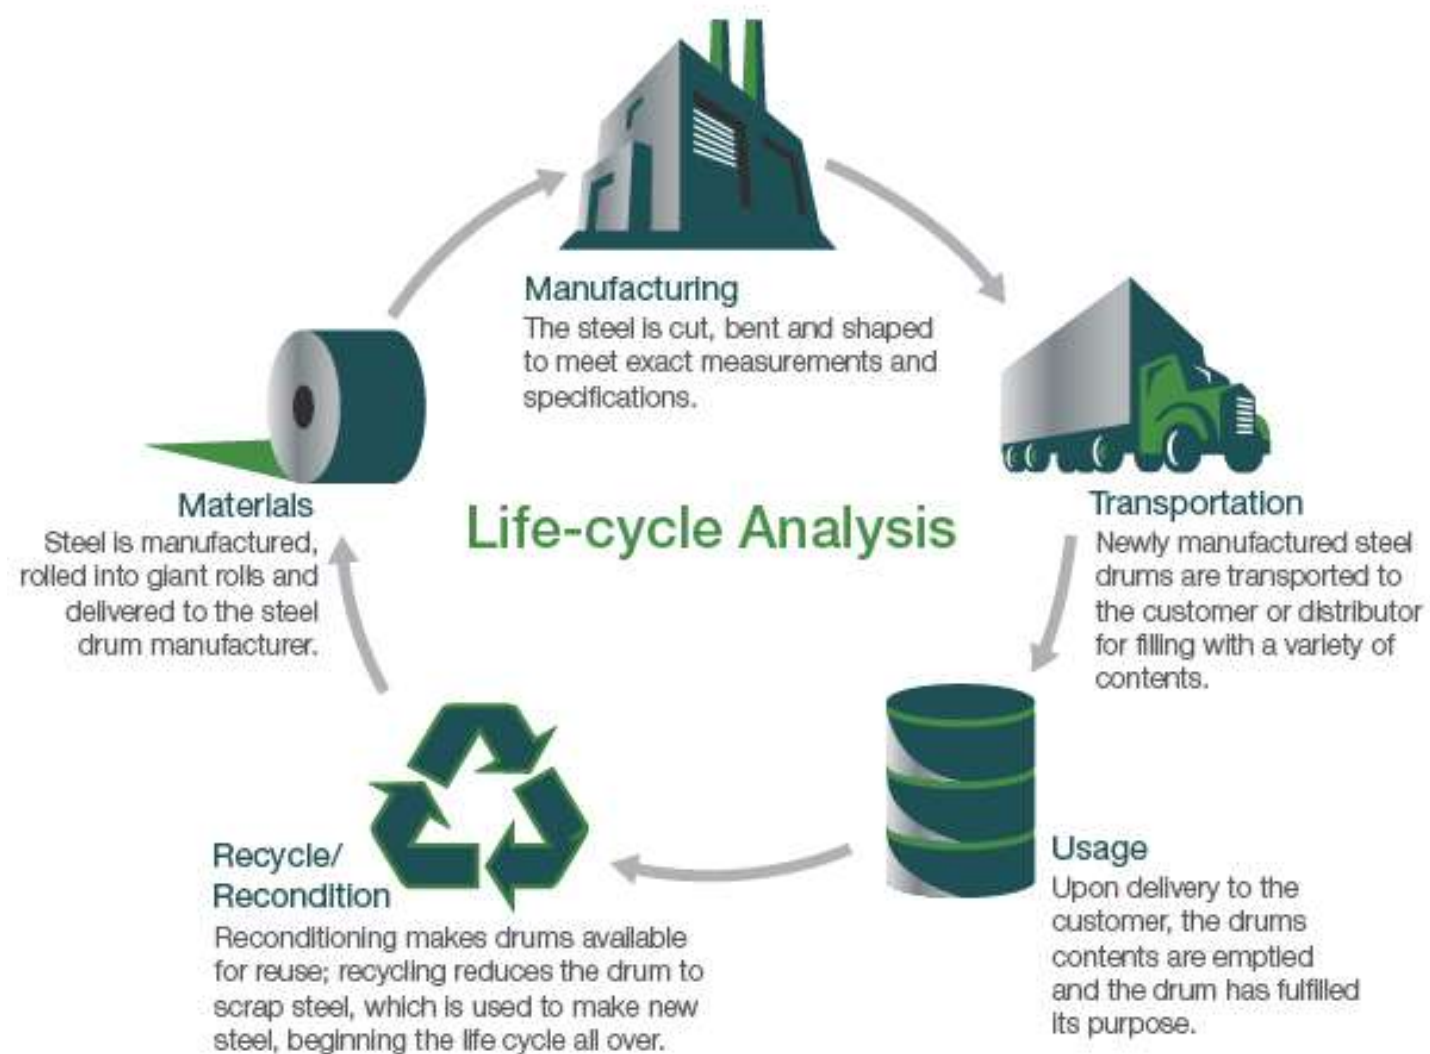 Manufacturing
The steel is cut, bent and shaped
to meet exact measurements and
specifications.
Transportation
Newly manufactured steel
drums are transported to
the customer or distributor
for filling with a variety of
contents.
Usage
Upon delivery to the
customer, the drums
contents are emptied
and the drum has fulfilled
its purpose.
Recycle/
Recondition
Reconditioning makes drums available
for reuse; recycling reduces the drum to
scrap steel, which is used to make new
steel, beginning the life cycle all over.
Materials
Steel is manufactured,
rolled into giant rolls and
delivered to the steel
drum manufacturer.
Life-cycle Analysis